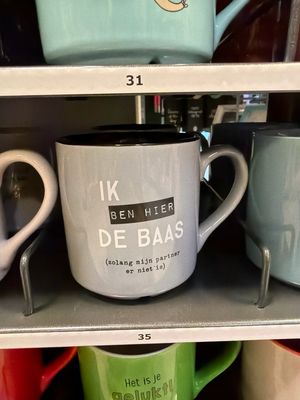 31
IK
BEN HIER
DE BAAS
(zolang mijn partner
er niet is)
35
Het is je
gelukt!